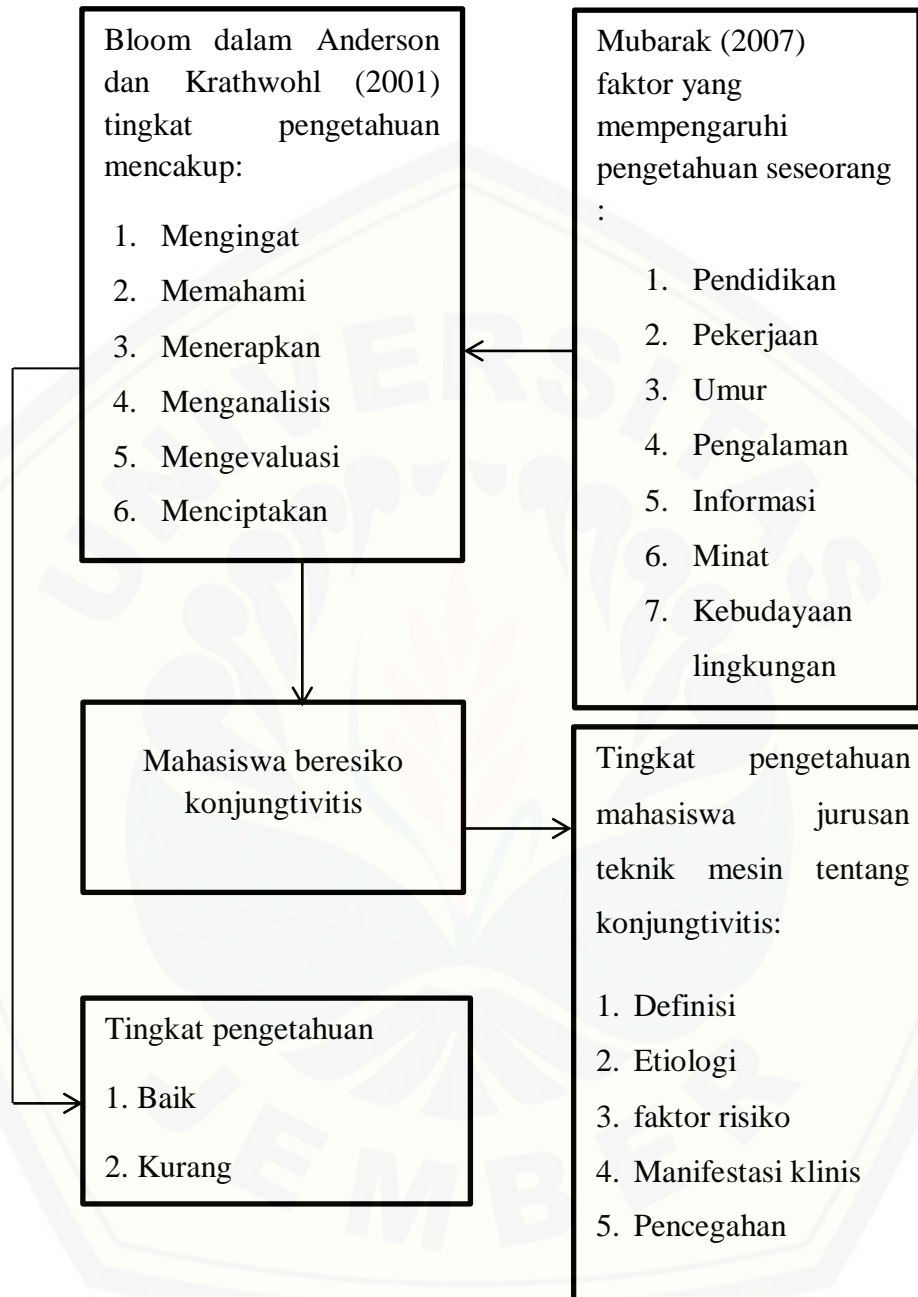 Bloom dalam Anderson
dan Krathwohl (2001)
tingkat pengetahuan
mencakup:
1. Mengingat
2. Memahami
3. Menerapkan
4. Menganalisis
5. Mengevaluasi
6. Menciptakan
Mubarak (2007)
faktor yang
mempengaruhi
pengetahuan seseorang
:
1. Pendidikan
2. Pekerjaan
3. Umur
4. Pengalaman
5. Informasi
6. Minat
7. Kebudayaan
lingkungan
Mahasiswa beresiko
konjungtivitis
Tingkat pengetahuan
mahasiswa jurusan
teknik mesin tentang
konjungtivitis:
1. Definisi
2. Etiologi
3. faktor risiko
4. Manifestasi klinis
5. Pencegahan
Tingkat pengetahuan
1. Baik
2. Kurang
UNIVERSITAS
JEMBER